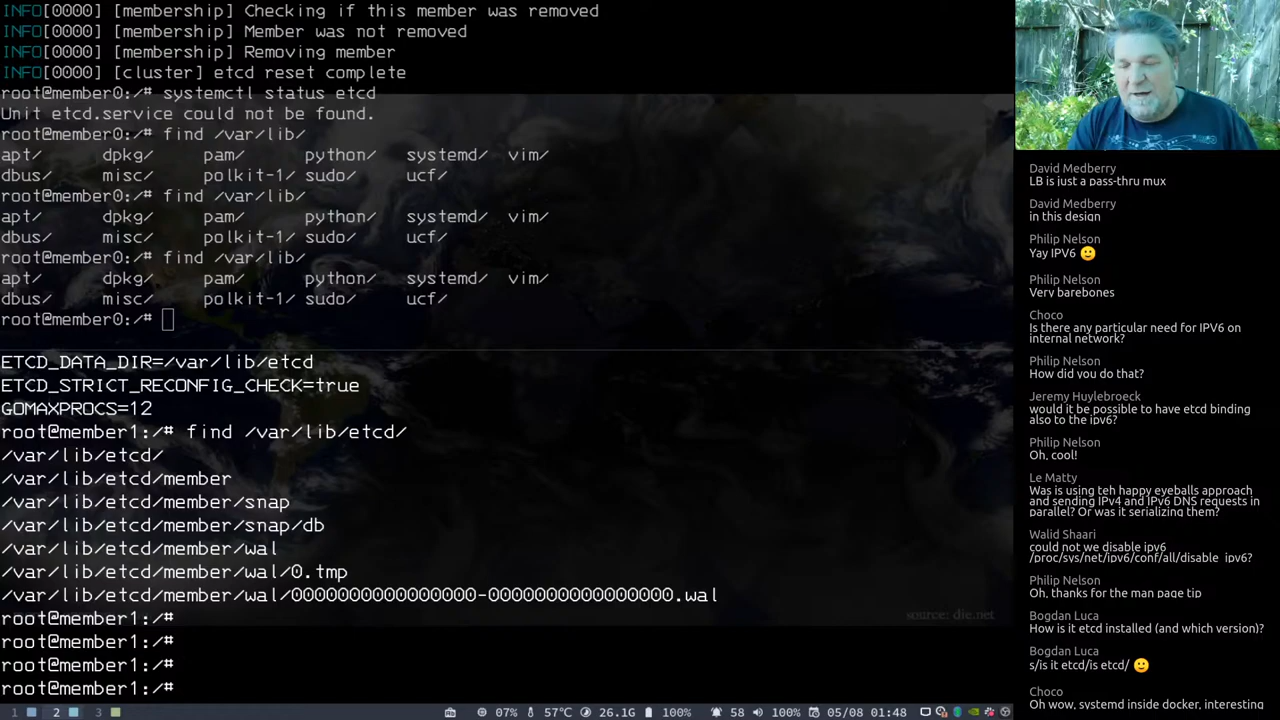 INFO[0000] [membership] Checking if this member was removed
INFO[0000] [membership] Member was not removed
INFO[0000] [membership] Removing member
INFO[0000] [cluster] etcd reset complete
root@member0:/# systemctl status etcd
Unit etcd.service could not be found.
root@member0:/# find /var/lib/
apt/ dpkg/ pam/ python/ systemd/ vim/
dbus/ misc/ polkit-1/ sudo/ ucf/
root@member0:/# find /var/lib/
apt/ dpkg/ pam/ python/ systemd/ vim/
dbus/ misc/ polkit-1/ sudo/ ucf/
root@member0:/# find /var/lib/
apt/ dpkg/ pam/ python/ systemd/ vim/
dbus/ misc/ polkit-1/ sudo/ ucf/
root@member0:/#
ETCD_DATA_DIR=/var/lib/etcd
ETCD_STRICT_RECONFIG_CHECK=true
GOMAXPROCS=12
root@member1:/# find /var/lib/etcd/
/var/lib/etcd/
/var/lib/etcd/member
/var/lib/etcd/member/snap
/var/lib/etcd/member/snap/db
/var/lib/etcd/member/wal
/var/lib/etcd/member/wal/0.tmp
/var/lib/etcd/member/wal/0000000000000000-0000000000000000.wal
root@member1:/#
root@member1:/#
root@member1:/#
root@member1:/#
source: die.net
1 2 3 07% 57°C 26.1G 100% 58 100% 05/08 01:48
David Medberry
LB is just a pass-thru mux
David Medberry
in this design
Philip Nelson
Yay IPV6 🙂
Philip Nelson
Very barebones
Choco
Is there any particular need for IPV6 on
internal network?
Philip Nelson
How did you do that?
Jeremy Huylebroeck
would it be possible to have etcd binding
also to the ipv6?
Philip Nelson
Oh, cool!
Le Matty
Was is using teh happy eyeballs approach
and sending IPv4 and IPv6 DNS requests in
parallel? Or was it serializing them?
Walid Shaari
could not we disable ipv6
/proc/sys/net/ipv6/conf/all/disable_ipv6?
Philip Nelson
Oh, thanks for the man page tip
Bogdan Luca
How is it etcd installed (and which version)?
Bogdan Luca
s/is it etcd/is etcd/ 🙂
Choco
Oh wow, systemd inside docker, interesting